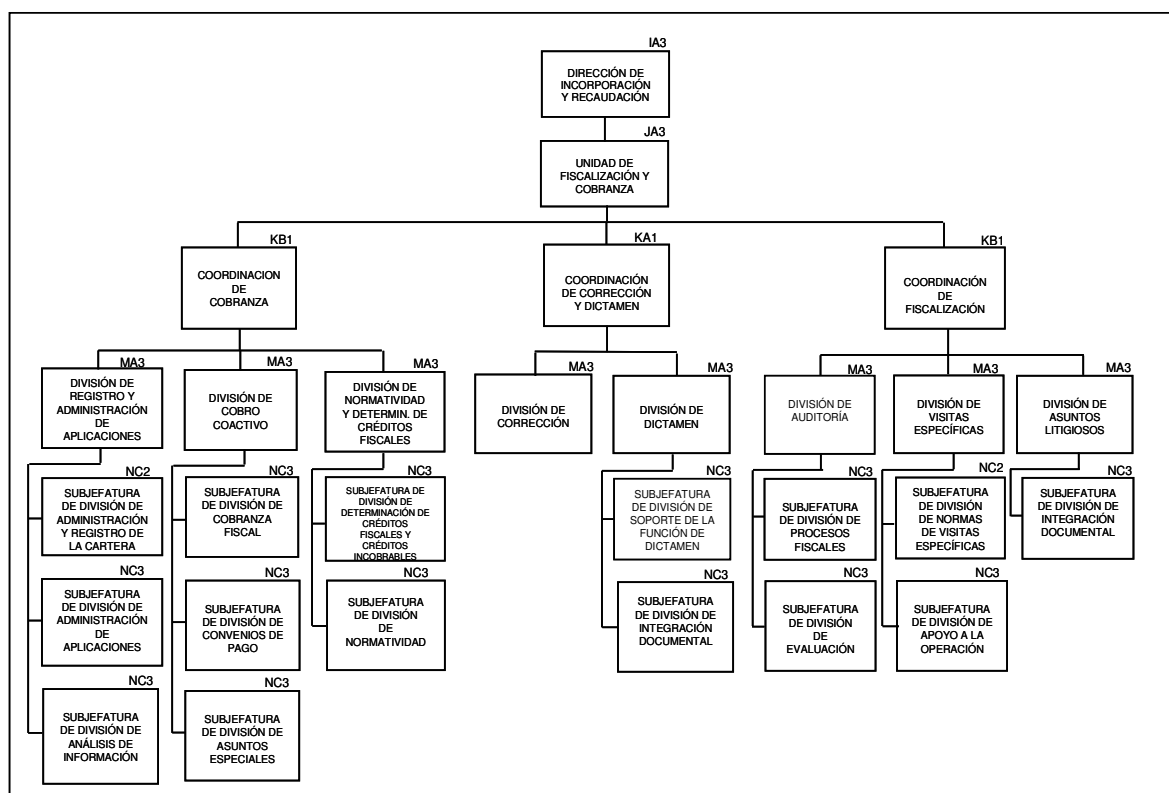 IA3
DIRECCIÓN DE
INCORPORACIÓN
Y RECAUDACIÓN
JA3
UNIDAD DE
FISCALIZACIÓN Y
COBRANZA
KB1
COORDINACION
DE
COBRANZA
KA1
COORDINACIÓN
DE CORRECCIÓN
Y DICTAMEN
KB1
COORDINACIÓN
DE
FISCALIZACIÓN
MA3
DIVISIÓN DE
REGISTRO Y
ADMINISTRACIÓN
DE
APLICACIONES
MA3
DIVISIÓN DE
COBRO
COACTIVO
MA3
DIVISIÓN DE
NORMATIVIDAD
Y DETERMIN. DE
CRÉDITOS
FISCALES
MA3
DIVISIÓN DE
CORRECCIÓN
MA3
DIVISIÓN DE
DICTAMEN
MA3
DIVISIÓN DE
AUDITORÍA
MA3
DIVISIÓN DE
VISITAS
ESPECÍFICAS
MA3
DIVISIÓN DE
ASUNTOS
LITIGIOSOS
NC2
SUBJEFATURA
DE DIVISIÓN DE
ADMINISTRACIÓN
Y REGISTRO DE
LA CARTERA
NC3
SUBJEFATURA
DE DIVISIÓN DE
COBRANZA
FISCAL
NC3
SUBJEFATURA DE
DIVISIÓN DE
DETERMINACIÓN DE
CRÉDITOS
FISCALES Y
CRÉDITOS
INCOBRABLES
NC3
SUBJEFATURA
DE DIVISIÓN DE
SOPORTE DE LA
FUNCIÓN DE
DICTAMEN
NC3
SUBJEFATURA
DE DIVISIÓN DE
PROCESOS
FISCALES
NC2
SUBJEFATURA
DE DIVISIÓN
DE NORMAS
DE VISITAS
ESPECÍFICAS
NC3
SUBJEFATURA
DE DIVISIÓN DE
INTEGRACIÓN
DOCUMENTAL
NC3
SUBJEFATURA
DE DIVISIÓN DE
ADMINISTRACIÓN
DE
APLICACIONES
NC3
SUBJEFATURA
DE DIVISIÓN DE
CONVENIOS DE
PAGO
NC3
SUBJEFATURA
DE DIVISIÓN
DE
NORMATIVIDAD
NC3
SUBJEFATURA
DE DIVISIÓN DE
INTEGRACIÓN
DOCUMENTAL
NC3
SUBJEFATURA
DE DIVISIÓN
DE
EVALUACIÓN
NC3
SUBJEFATURA
DE DIVISIÓN DE
APOYO A LA
OPERACIÓN
NC3
SUBJEFATURA
DE DIVISIÓN DE
ANÁLISIS DE
INFORMACIÓN
NC3
SUBJEFATURA
DE DIVISIÓN DE
ASUNTOS
ESPECIALES